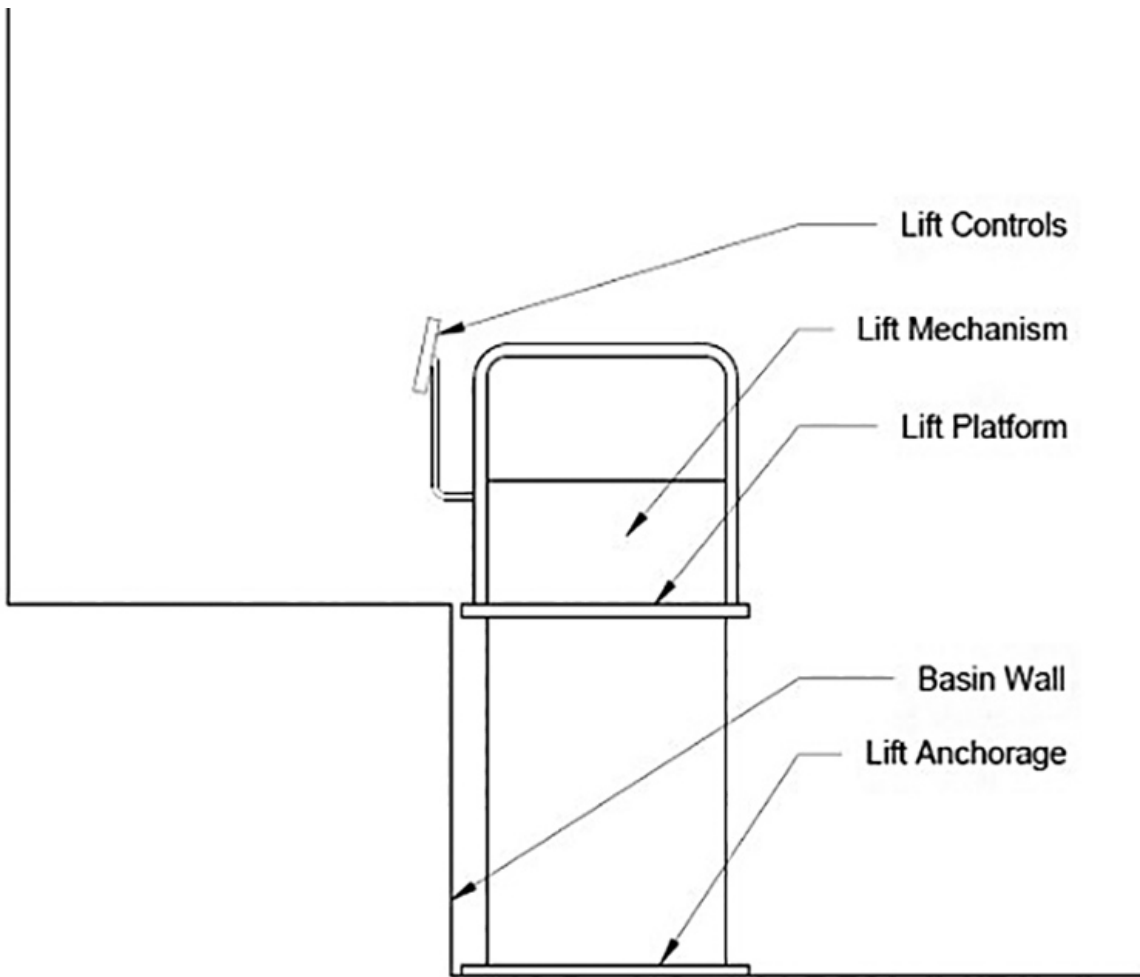 Lift Controls
Lift Mechanism
Lift Platform
Basin Wall
Lift Anchorage